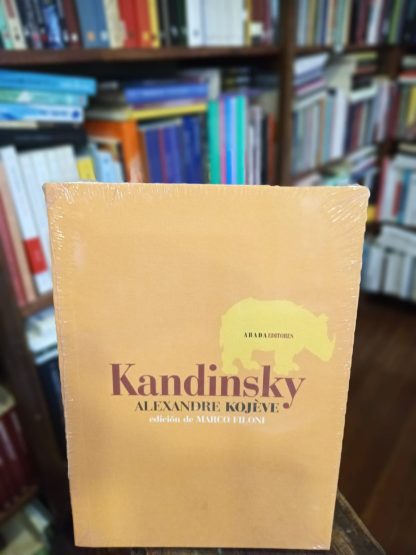 ABADA EDITORES
Kandinsky
ALEXANDRE KOJÈVE
edición de MARCO FILONI